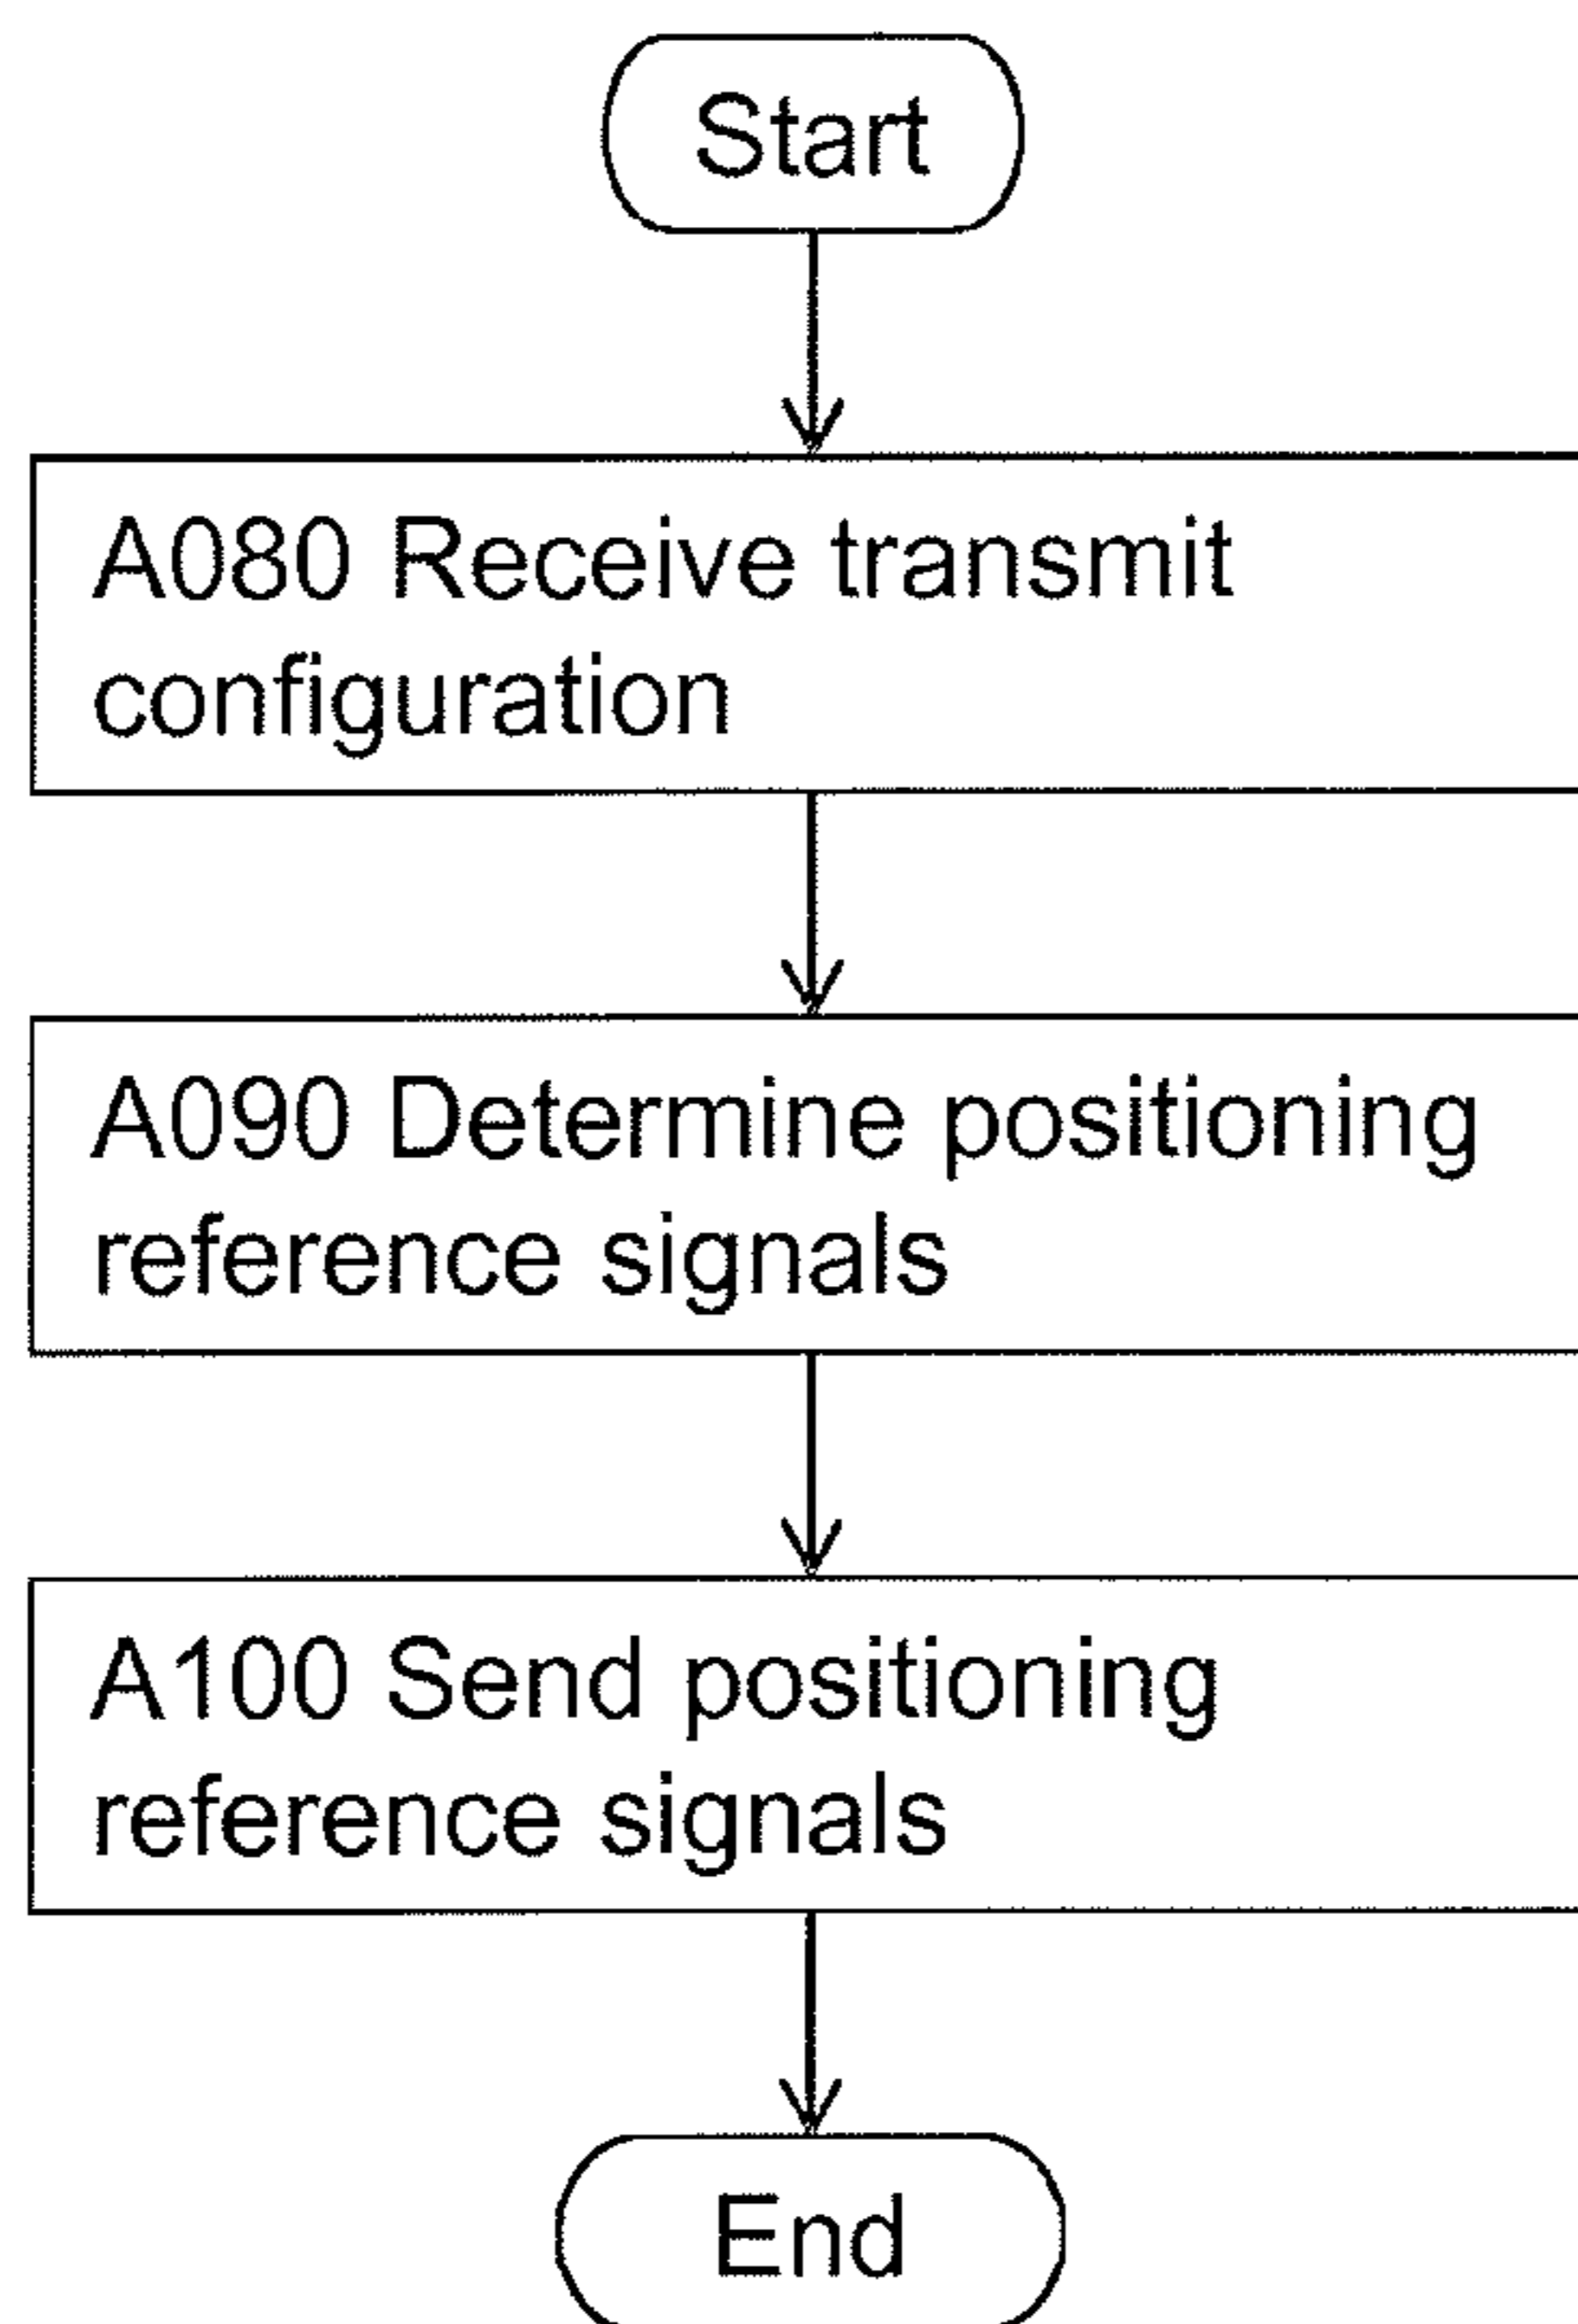 Start
A080 Receive transmit
configuration
A090 Determine positioning
reference signals
A100 Send positioning
reference signals
End